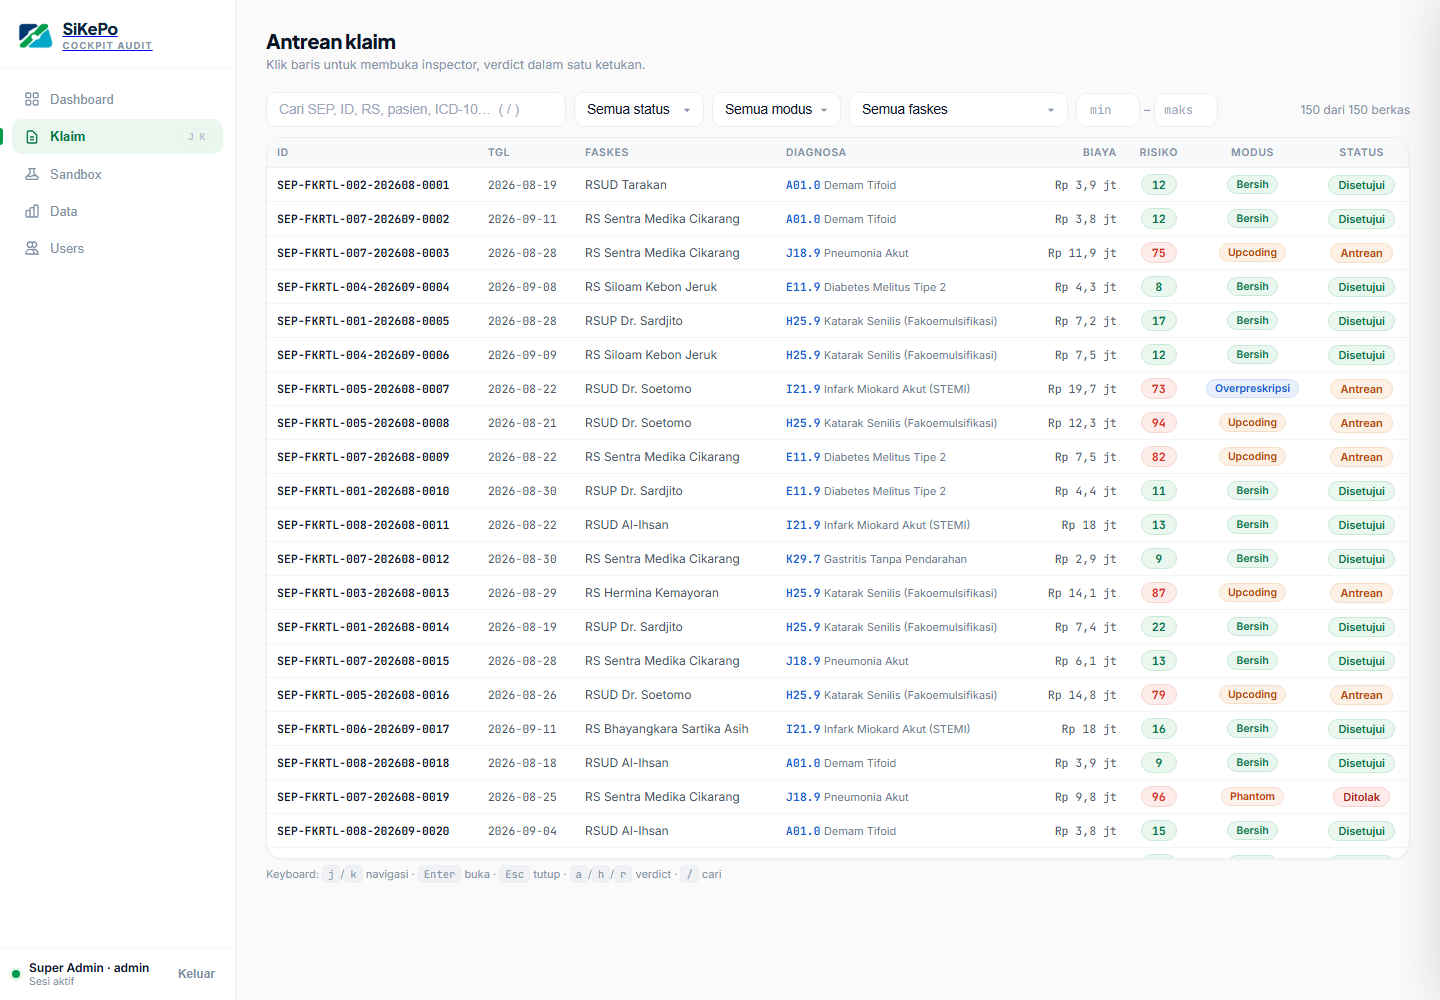 SiKePo
COCKPIT AUDIT
Dashboard
Klaim J K
Sandbox
Data
Users
Super Admin · admin
Sesi aktif
Keluar
Antrean klaim
Klik baris untuk membuka inspector, verdict dalam satu ketukan.
Cari SEP, ID, RS, pasien, ICD-10… ( / ) Semua status Semua modus Semua faskes min – maks 150 dari 150 berkas
ID TGL FASKES DIAGNOSA BIAYA RISIKO MODUS STATUS
SEP-FKRTL-002-202608-0001 2026-08-19 RSUD Tarakan A01.0 Demam Tifoid Rp 3,9 jt 12 Bersih Disetujui
SEP-FKRTL-007-202609-0002 2026-09-11 RS Sentra Medika Cikarang A01.0 Demam Tifoid Rp 3,8 jt 12 Bersih Disetujui
SEP-FKRTL-007-202608-0003 2026-08-28 RS Sentra Medika Cikarang J18.9 Pneumonia Akut Rp 11,9 jt 75 Upcoding Antrean
SEP-FKRTL-004-202609-0004 2026-09-08 RS Siloam Kebon Jeruk E11.9 Diabetes Melitus Tipe 2 Rp 4,3 jt 8 Bersih Disetujui
SEP-FKRTL-001-202608-0005 2026-08-28 RSUP Dr. Sardjito H25.9 Katarak Senilis (Fakoemulsifikasi) Rp 7,2 jt 17 Bersih Disetujui
SEP-FKRTL-004-202609-0006 2026-09-09 RS Siloam Kebon Jeruk H25.9 Katarak Senilis (Fakoemulsifikasi) Rp 7,5 jt 12 Bersih Disetujui
SEP-FKRTL-005-202608-0007 2026-08-22 RSUD Dr. Soetomo I21.9 Infark Miokard Akut (STEMI) Rp 19,7 jt 73 Overpreskripsi Antrean
SEP-FKRTL-005-202608-0008 2026-08-21 RSUD Dr. Soetomo H25.9 Katarak Senilis (Fakoemulsifikasi) Rp 12,3 jt 94 Upcoding Antrean
SEP-FKRTL-007-202608-0009 2026-08-22 RS Sentra Medika Cikarang E11.9 Diabetes Melitus Tipe 2 Rp 7,5 jt 82 Upcoding Antrean
SEP-FKRTL-001-202608-0010 2026-08-30 RSUP Dr. Sardjito E11.9 Diabetes Melitus Tipe 2 Rp 4,4 jt 11 Bersih Disetujui
SEP-FKRTL-008-202608-0011 2026-08-22 RSUD Al-Ihsan I21.9 Infark Miokard Akut (STEMI) Rp 18 jt 13 Bersih Disetujui
SEP-FKRTL-007-202608-0012 2026-08-30 RS Sentra Medika Cikarang K29.7 Gastritis Tanpa Pendarahan Rp 2,9 jt 9 Bersih Disetujui
SEP-FKRTL-003-202608-0013 2026-08-29 RS Hermina Kemayoran H25.9 Katarak Senilis (Fakoemulsifikasi) Rp 14,1 jt 87 Upcoding Antrean
SEP-FKRTL-001-202608-0014 2026-08-19 RSUP Dr. Sardjito H25.9 Katarak Senilis (Fakoemulsifikasi) Rp 7,4 jt 22 Bersih Disetujui
SEP-FKRTL-007-202608-0015 2026-08-28 RS Sentra Medika Cikarang J18.9 Pneumonia Akut Rp 6,1 jt 13 Bersih Disetujui
SEP-FKRTL-005-202608-0016 2026-08-26 RSUD Dr. Soetomo H25.9 Katarak Senilis (Fakoemulsifikasi) Rp 14,8 jt 79 Upcoding Antrean
SEP-FKRTL-006-202609-0017 2026-09-11 RS Bhayangkara Sartika Asih I21.9 Infark Miokard Akut (STEMI) Rp 18 jt 16 Bersih Disetujui
SEP-FKRTL-008-202608-0018 2026-08-18 RSUD Al-Ihsan A01.0 Demam Tifoid Rp 3,9 jt 9 Bersih Disetujui
SEP-FKRTL-007-202608-0019 2026-08-25 RS Sentra Medika Cikarang J18.9 Pneumonia Akut Rp 9,8 jt 96 Phantom Ditolak
SEP-FKRTL-008-202609-0020 2026-09-04 RSUD Al-Ihsan A01.0 Demam Tifoid Rp 3,8 jt 15 Bersih Disetujui
Keyboard: j / k navigasi · Enter buka · Esc tutup · a / h / r verdict · / cari